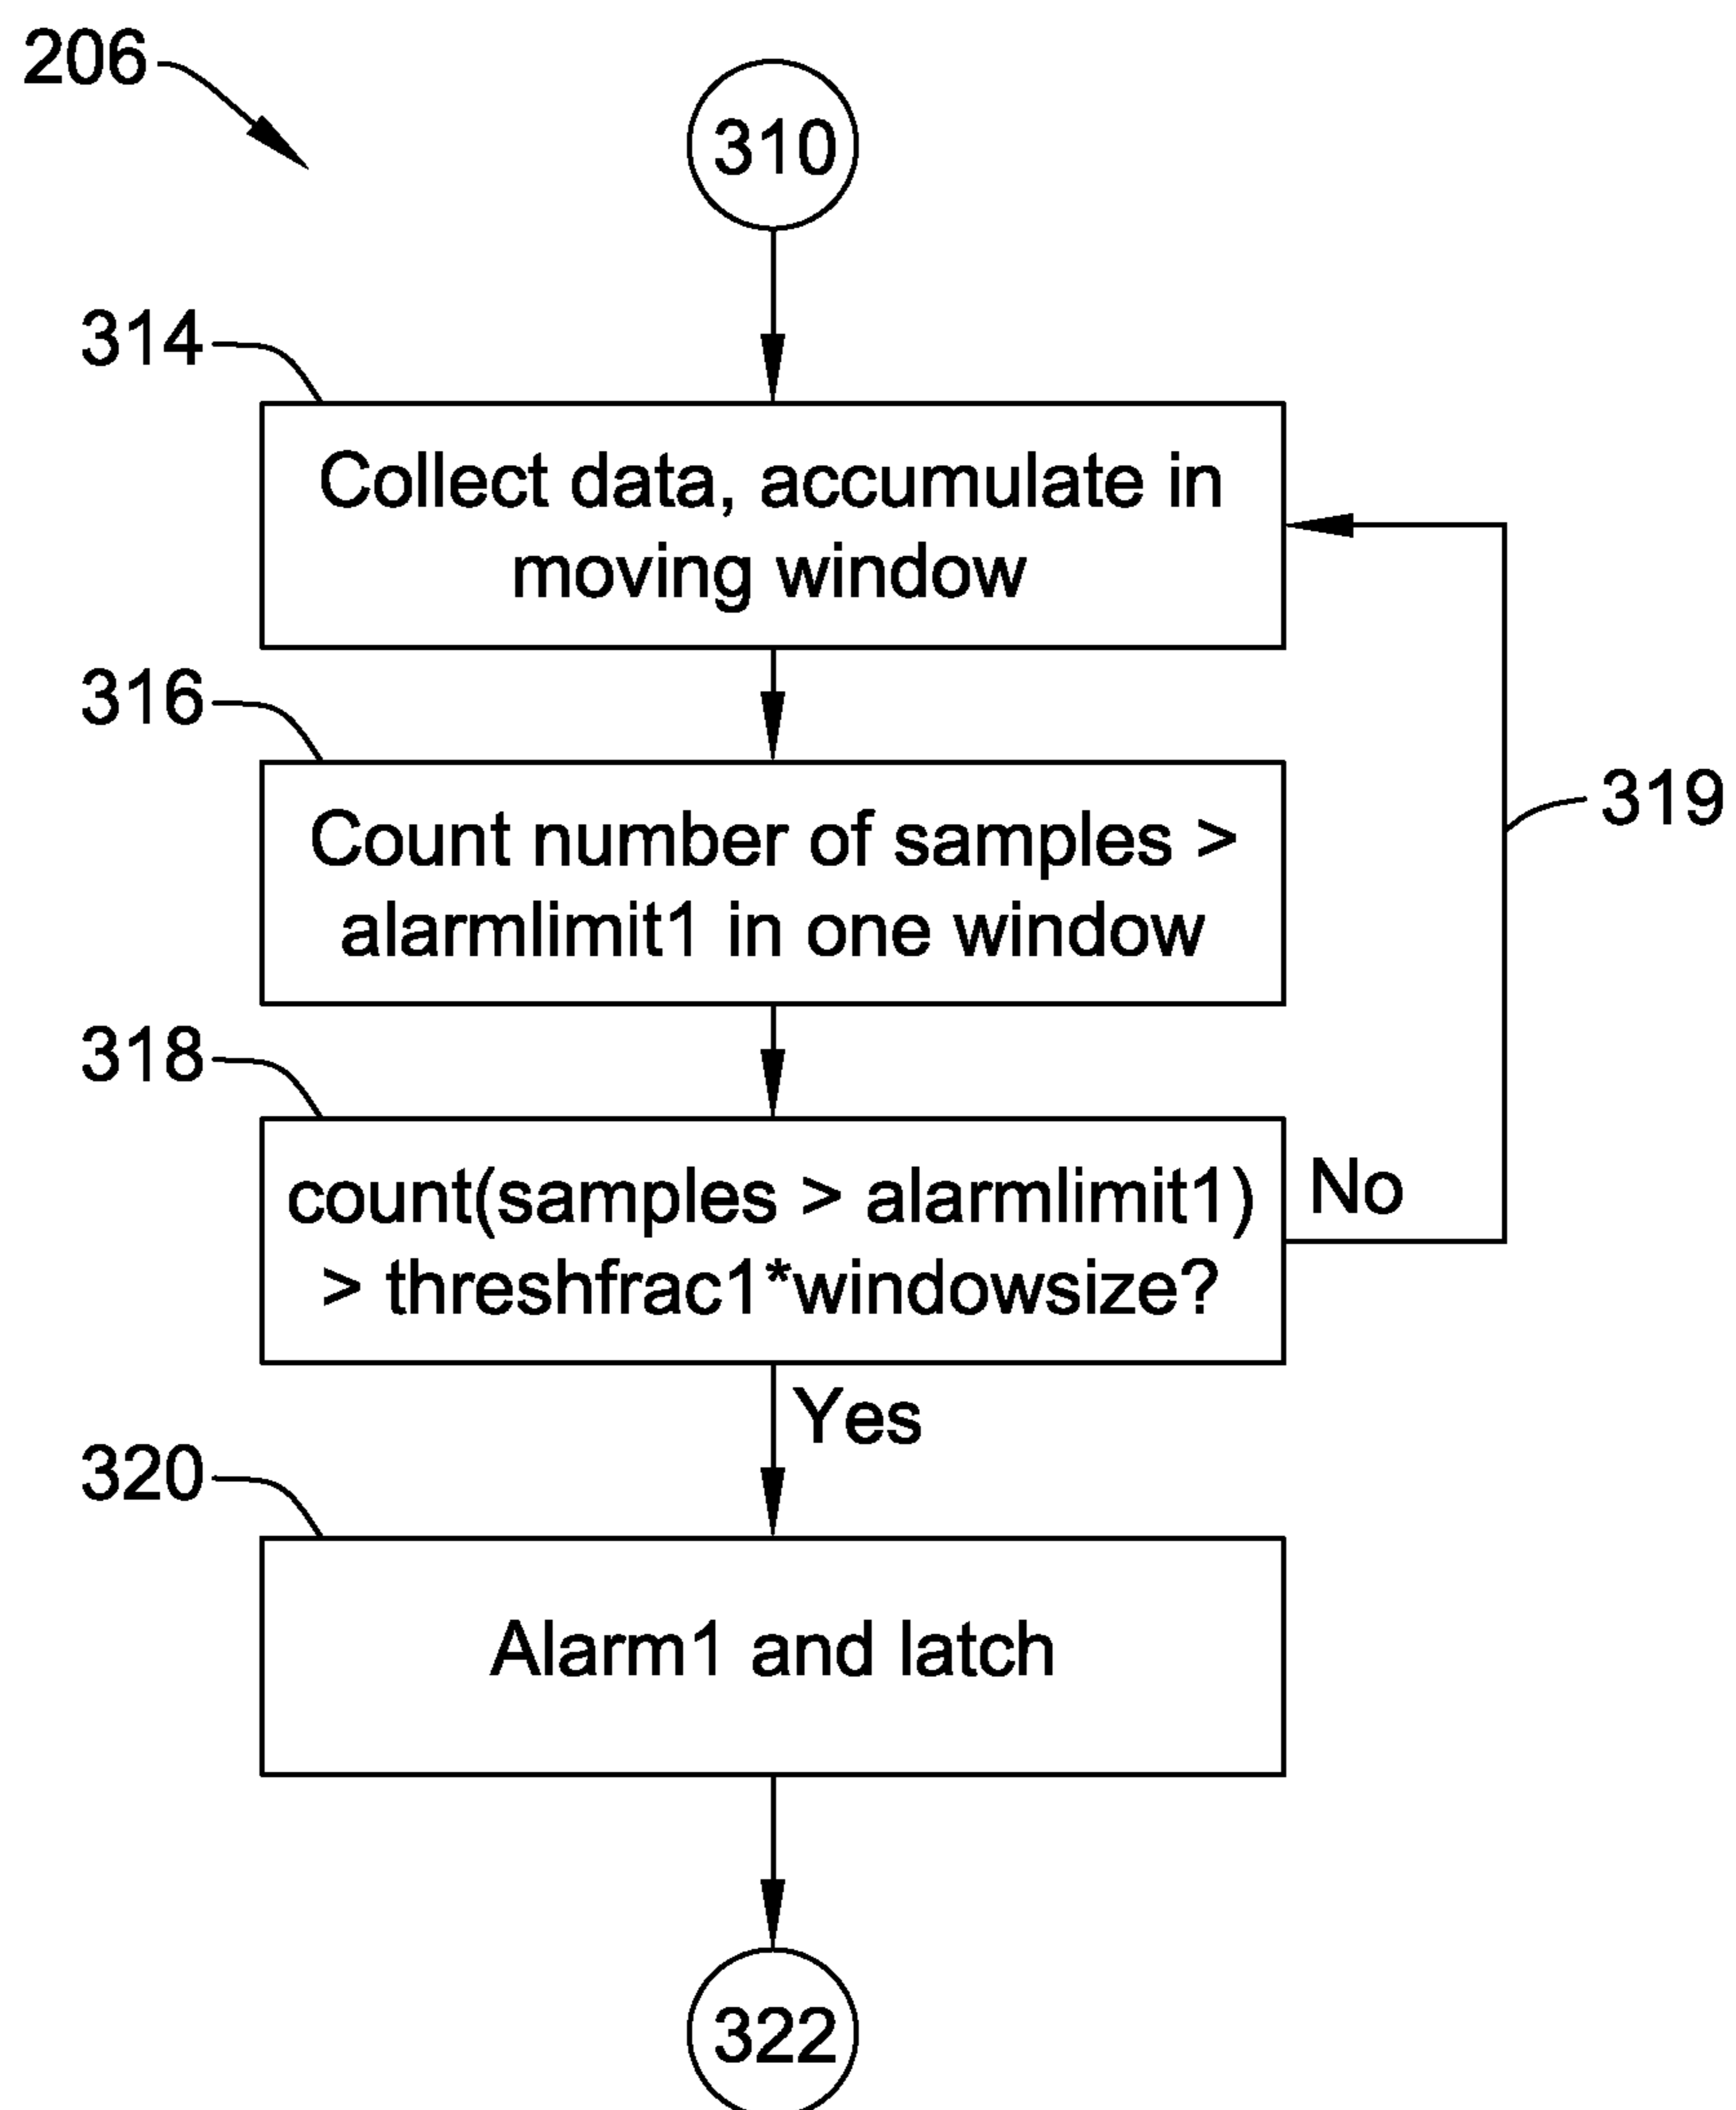 206
310
314
Collect data, accumulate in
moving window
316
Count number of samples >
alarmlimit1 in one window
319
318
count(samples > alarmlimit1)
> threshfrac1*windowsize?
No
Yes
320
Alarm1 and latch
322